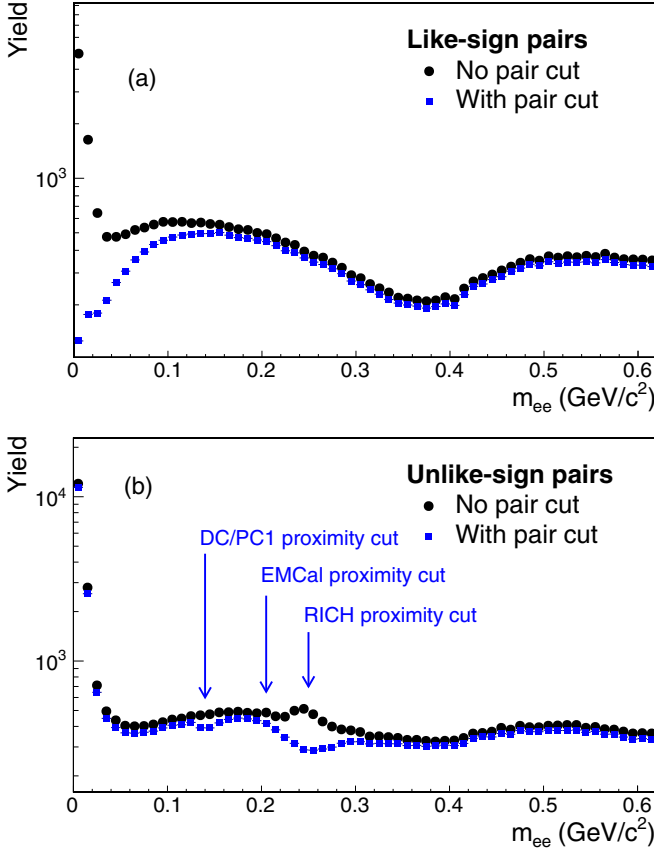 Yield
Like-sign pairs
(a)
No pair cut
With pair cut
10³
0 0.1 0.2 0.3 0.4 0.5 0.6
mₑₑ (GeV/c²)
Yield
Unlike-sign pairs
10⁴
(b)
No pair cut
With pair cut
DC/PC1 proximity cut
EMCal proximity cut
RICH proximity cut
10³
0 0.1 0.2 0.3 0.4 0.5 0.6
mₑₑ (GeV/c²)